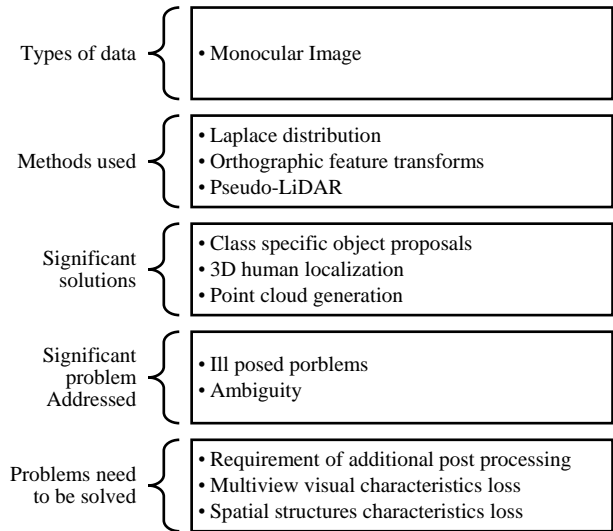 Types of data
• Monocular Image
Methods used
• Laplace distribution
• Orthographic feature transforms
• Pseudo-LiDAR
Significant
solutions
• Class specific object proposals
• 3D human localization
• Point cloud generation
Significant
problem
Addressed
• Ill posed porblems
• Ambiguity
Problems need
to be solved
• Requirement of additional post processing
• Multiview visual characteristics loss
• Spatial structures characteristics loss